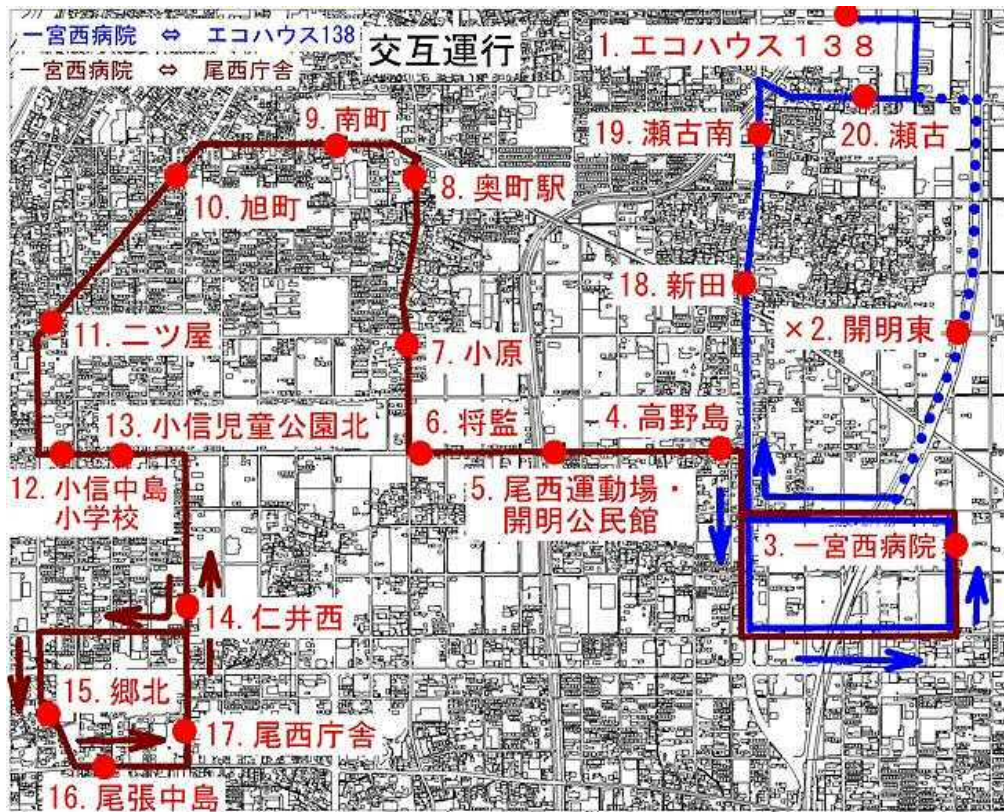 一宮西病院 ⇔ エコハウス138
一宮西病院 ⇔ 尾西庁舎
交互運行
1. エコハウス１３８
9. 南町
19. 瀬古南
20. 瀬古
8. 奥町駅
10. 旭町
18. 新田
11. 二ツ屋
×2. 開明東
7. 小原
13. 小信児童公園北
6. 将監
4. 高野島
12. 小信中島
小学校
5. 尾西運動場・
開明公民館
3. 一宮西病院
14. 仁井西
15. 郷北
17. 尾西庁舎
16. 尾張中島